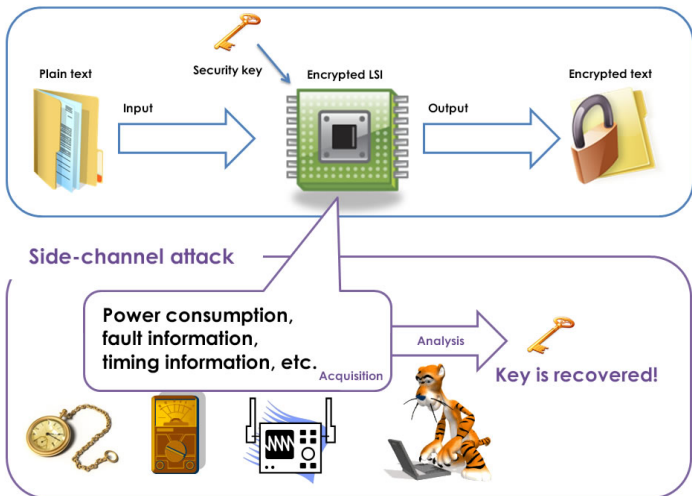 Plain text
Security key
Encrypted LSI
Encrypted text
Input
Output
Side-channel attack
Power consumption,
fault information,
timing information, etc.
Acquisition
Analysis
Key is recovered!